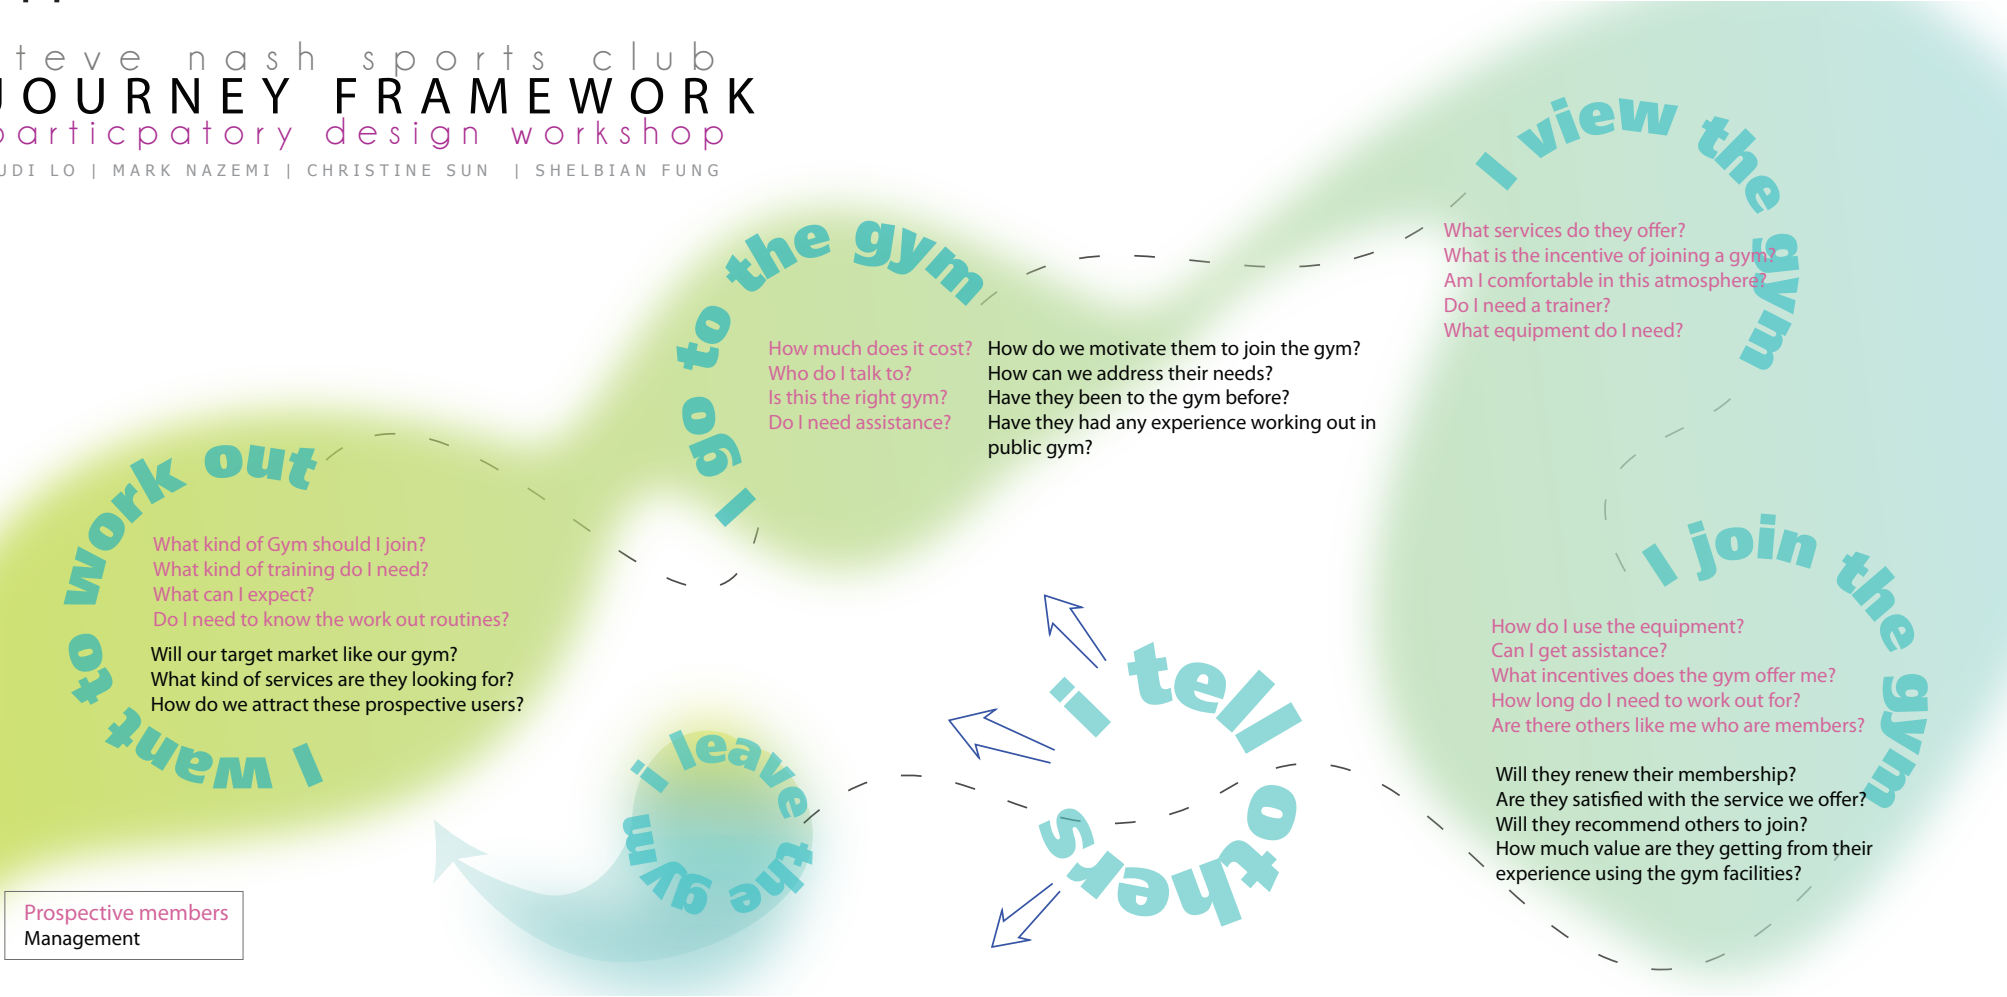 teve nash sports club
JOURNEY FRAMEWORK
particpatory design workshop
UDI LO | MARK NAZEMI | CHRISTINE SUN | SHELBIAN FUNG
I want to work out
What kind of Gym should I join?
What kind of training do I need?
What can I expect?
Do I need to know the work out routines?
Will our target market like our gym?
What kind of services are they looking for?
How do we attract these prospective users?
I go to the gym
How much does it cost?
Who do I talk to?
Is this the right gym?
Do I need assistance?
How do we motivate them to join the gym?
How can we address their needs?
Have they been to the gym before?
Have they had any experience working out in
public gym?
I view the gym
What services do they offer?
What is the incentive of joining a gym?
Am I comfortable in this atmosphere?
Do I need a trainer?
What equipment do I need?
I join the gym
How do I use the equipment?
Can I get assistance?
What incentives does the gym offer me?
How long do I need to work out for?
Are there others like me who are members?
Will they renew their membership?
Are they satisfied with the service we offer?
Will they recommend others to join?
How much value are they getting from their
experience using the gym facilities?
i tell others
i leave the gym
Prospective members
Management